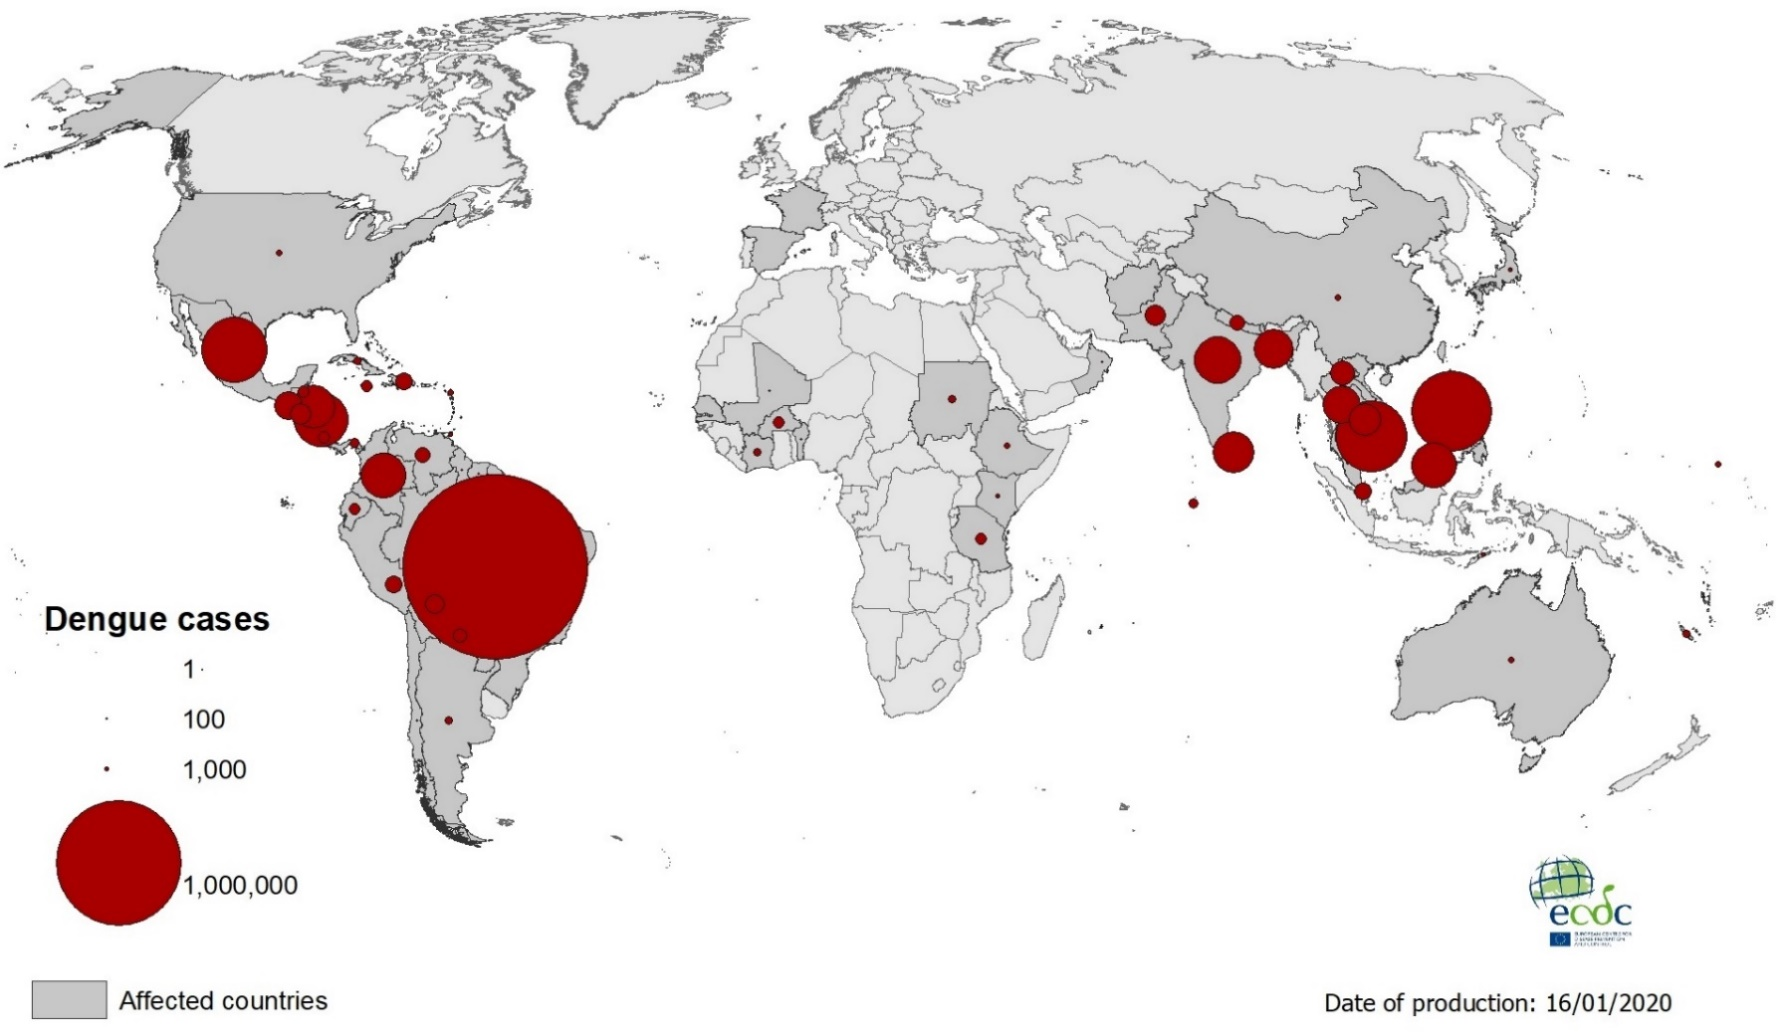 Dengue cases
1
100
1,000
1,000,000
Affected countries
ecdc
Date of production: 16/01/2020